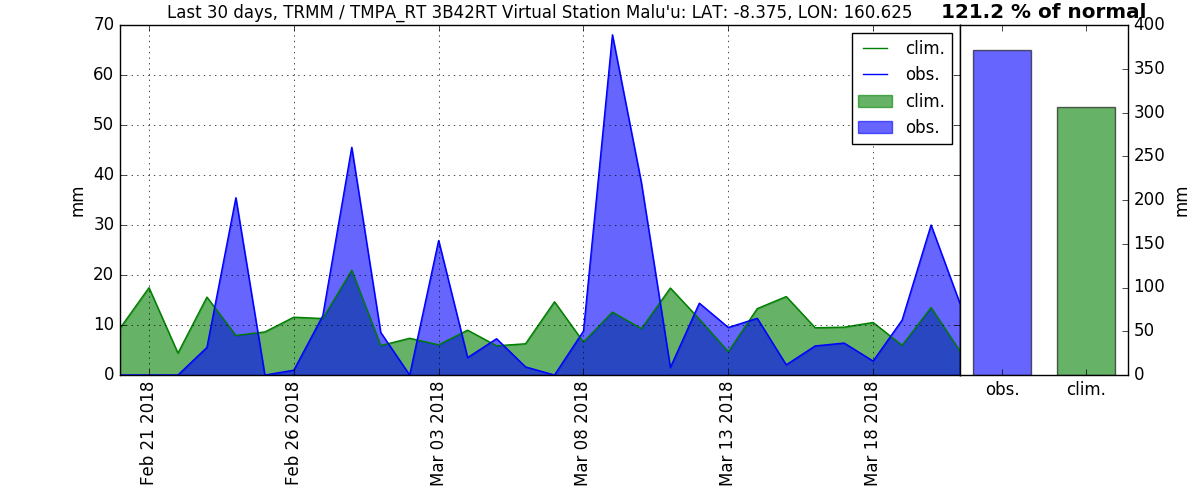 Last 30 days, TRMM / TMPA_RT 3B42RT Virtual Station Malu'u: LAT: -8.375, LON: 160.625
121.2 % of normal
70
60
50
40
30
20
10
0
mm
clim.
obs.
clim.
obs.
400
350
300
250
200
150
100
50
0
mm
obs.
clim.
Feb 21 2018
Feb 26 2018
Mar 03 2018
Mar 08 2018
Mar 13 2018
Mar 18 2018